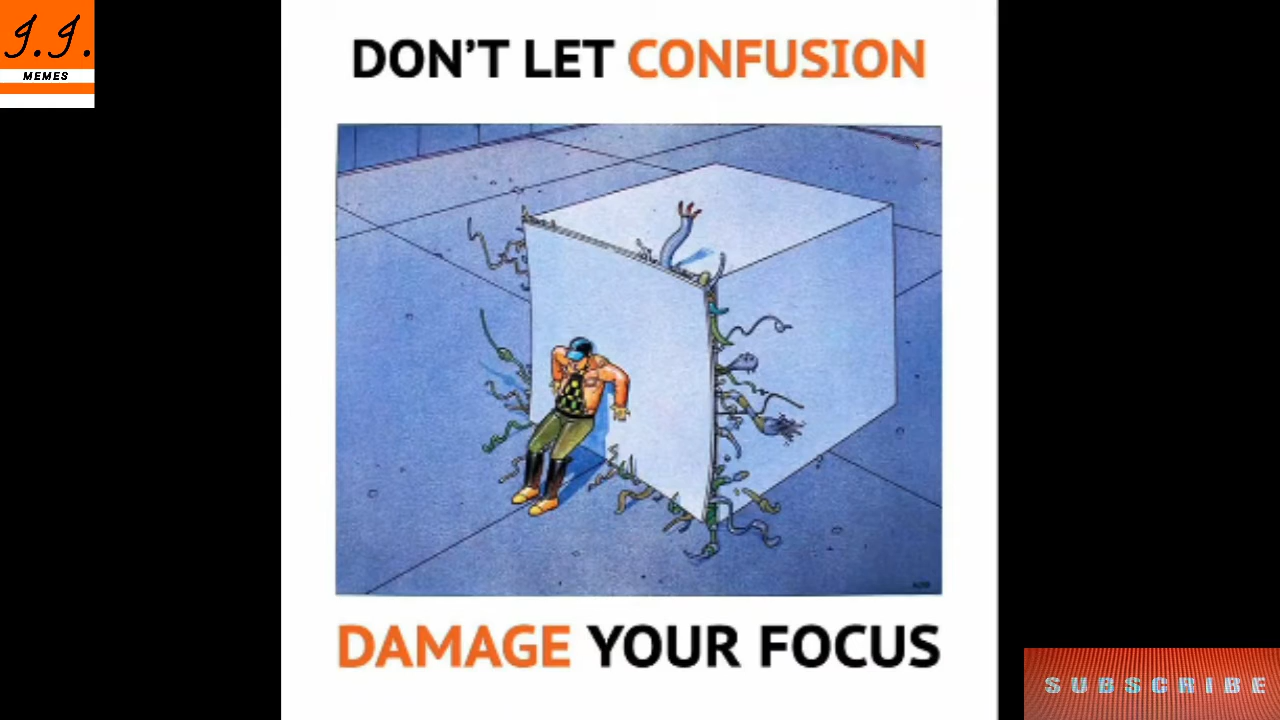 J.J.
MEMES
DON'T LET CONFUSION
DAMAGE YOUR FOCUS
SUBSCRIBE